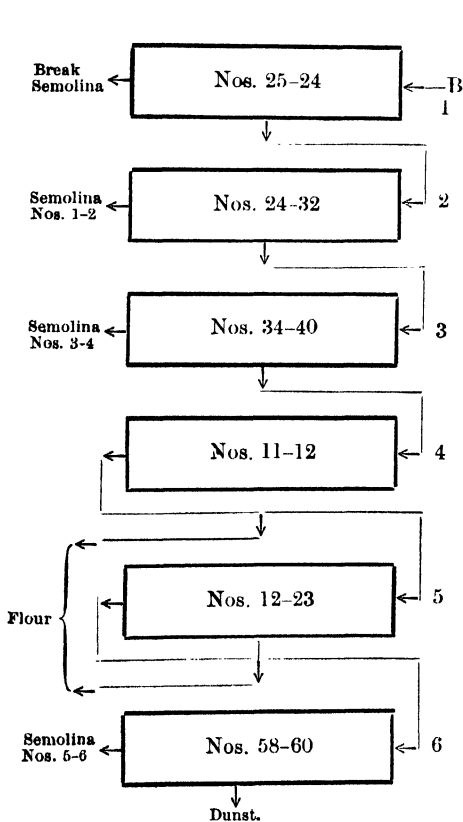 Break
Semolina
Nos. 25-24
B
1
Semolina
Nos. 1-2
Nos. 24-32
2
Semolina
Nos. 3-4
Nos. 34-40
3
Nos. 11-12
4
Flour
Nos. 12-23
5
Semolina
Nos. 5-6
Nos. 58-60
6
Dunst.